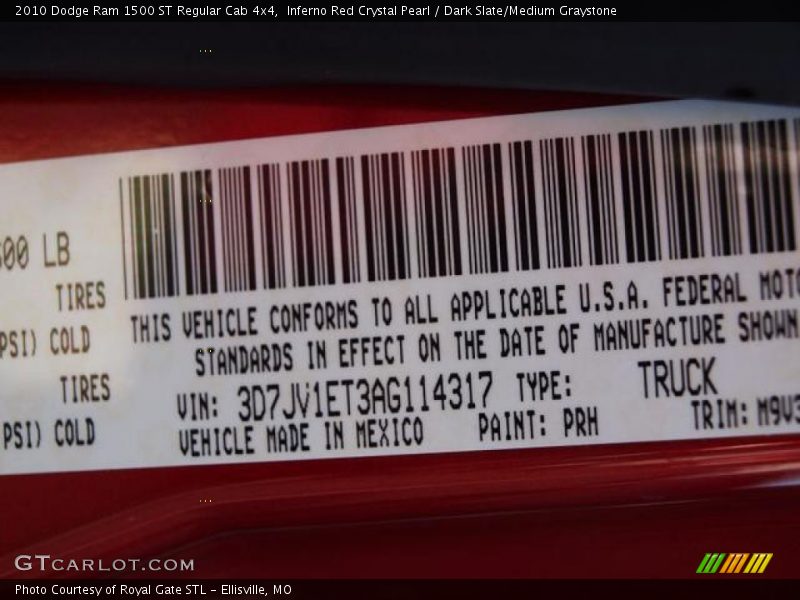 2010 Dodge Ram 1500 ST Regular Cab 4x4, Inferno Red Crystal Pearl / Dark Slate/Medium Graystone
00 LB
TIRES
PSI) COLD
TIRES
PSI) COLD
THIS VEHICLE CONFORMS TO ALL APPLICABLE U.S.A. FEDERAL MOTO
STANDARDS IN EFFECT ON THE DATE OF MANUFACTURE SHOWN
VIN: 3D7JV1ET3AG114317 TYPE: TRUCK
VEHICLE MADE IN MEXICO PAINT: PRH TRIM: M9V3
GTCARLOT.COM
Photo Courtesy of Royal Gate STL - Ellisville, MO